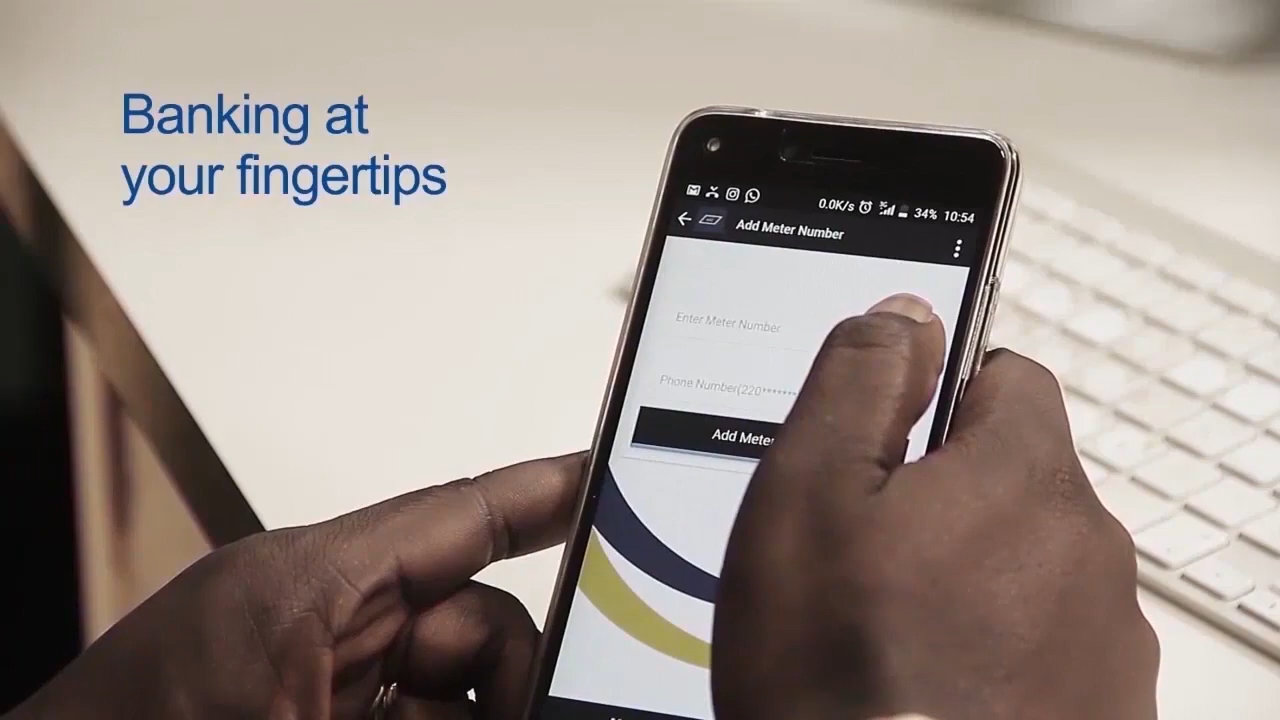 Banking at
your fingertips
0.0K/s 3G 34% 10:54
Add Meter Number
Enter Meter Number
Phone Number(220*******
Add Meter